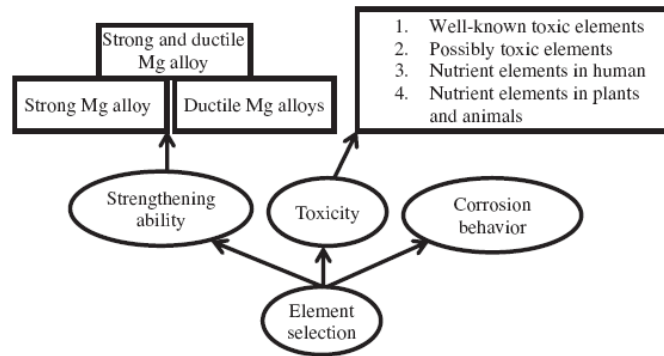 Strong and ductile
Mg alloy
Strong Mg alloy
Ductile Mg alloys
1. Well-known toxic elements
2. Possibly toxic elements
3. Nutrient elements in human
4. Nutrient elements in plants
and animals
Strengthening
ability
Toxicity
Corrosion
behavior
Element
selection